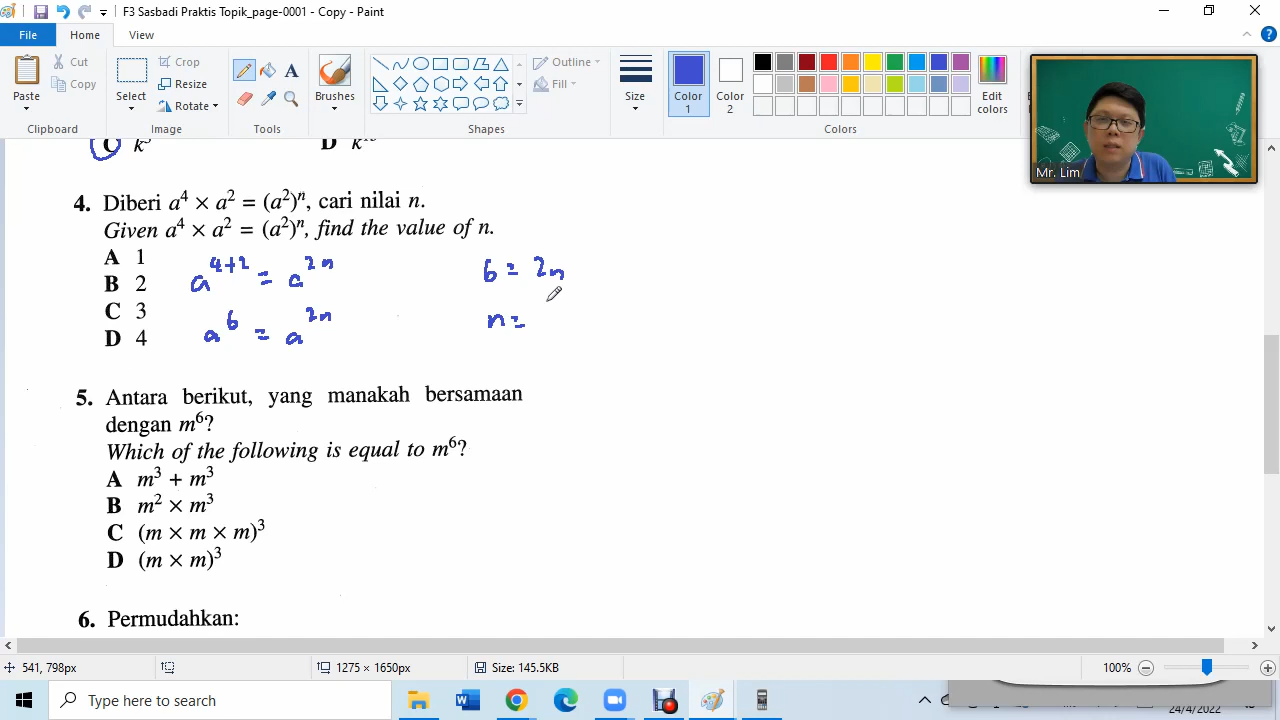 F3 Sasbadi Praktis Topik_page-0001 - Copy - Paint
File
Home
View
Cut
Copy
Paste
Clipboard
Select
Crop
Resize
Rotate
Image
Tools
Brushes
Shapes
Outline
Fill
Size
Color 1
Color 2
Edit colors
Colors
Mr. Lim
4. Diberi a⁴ × a² = (a²)ⁿ, cari nilai n.
Given a⁴ × a² = (a²)ⁿ, find the value of n.
A 1
B 2
C 3
D 4
a⁴⁺² = a²ⁿ
a⁶ = a²ⁿ
6 = 2n
n =
5. Antara berikut, yang manakah bersamaan
dengan m⁶?
Which of the following is equal to m⁶?
A m³ + m³
B m² × m³
C (m × m × m)³
D (m × m)³
6. Permudahkan:
541, 798px
1275 × 1650px
Size: 145.5KB
100%
Type here to search
24/4/2022